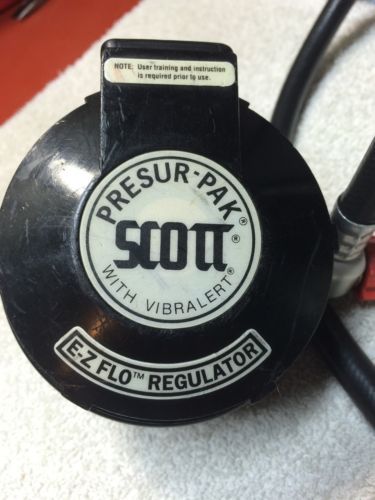 NOTE: User training and instruction
is required prior to use.
PRESUR-PAK®
SCOTT®
WITH VIBRALERT®
E-Z FLO™ REGULATOR